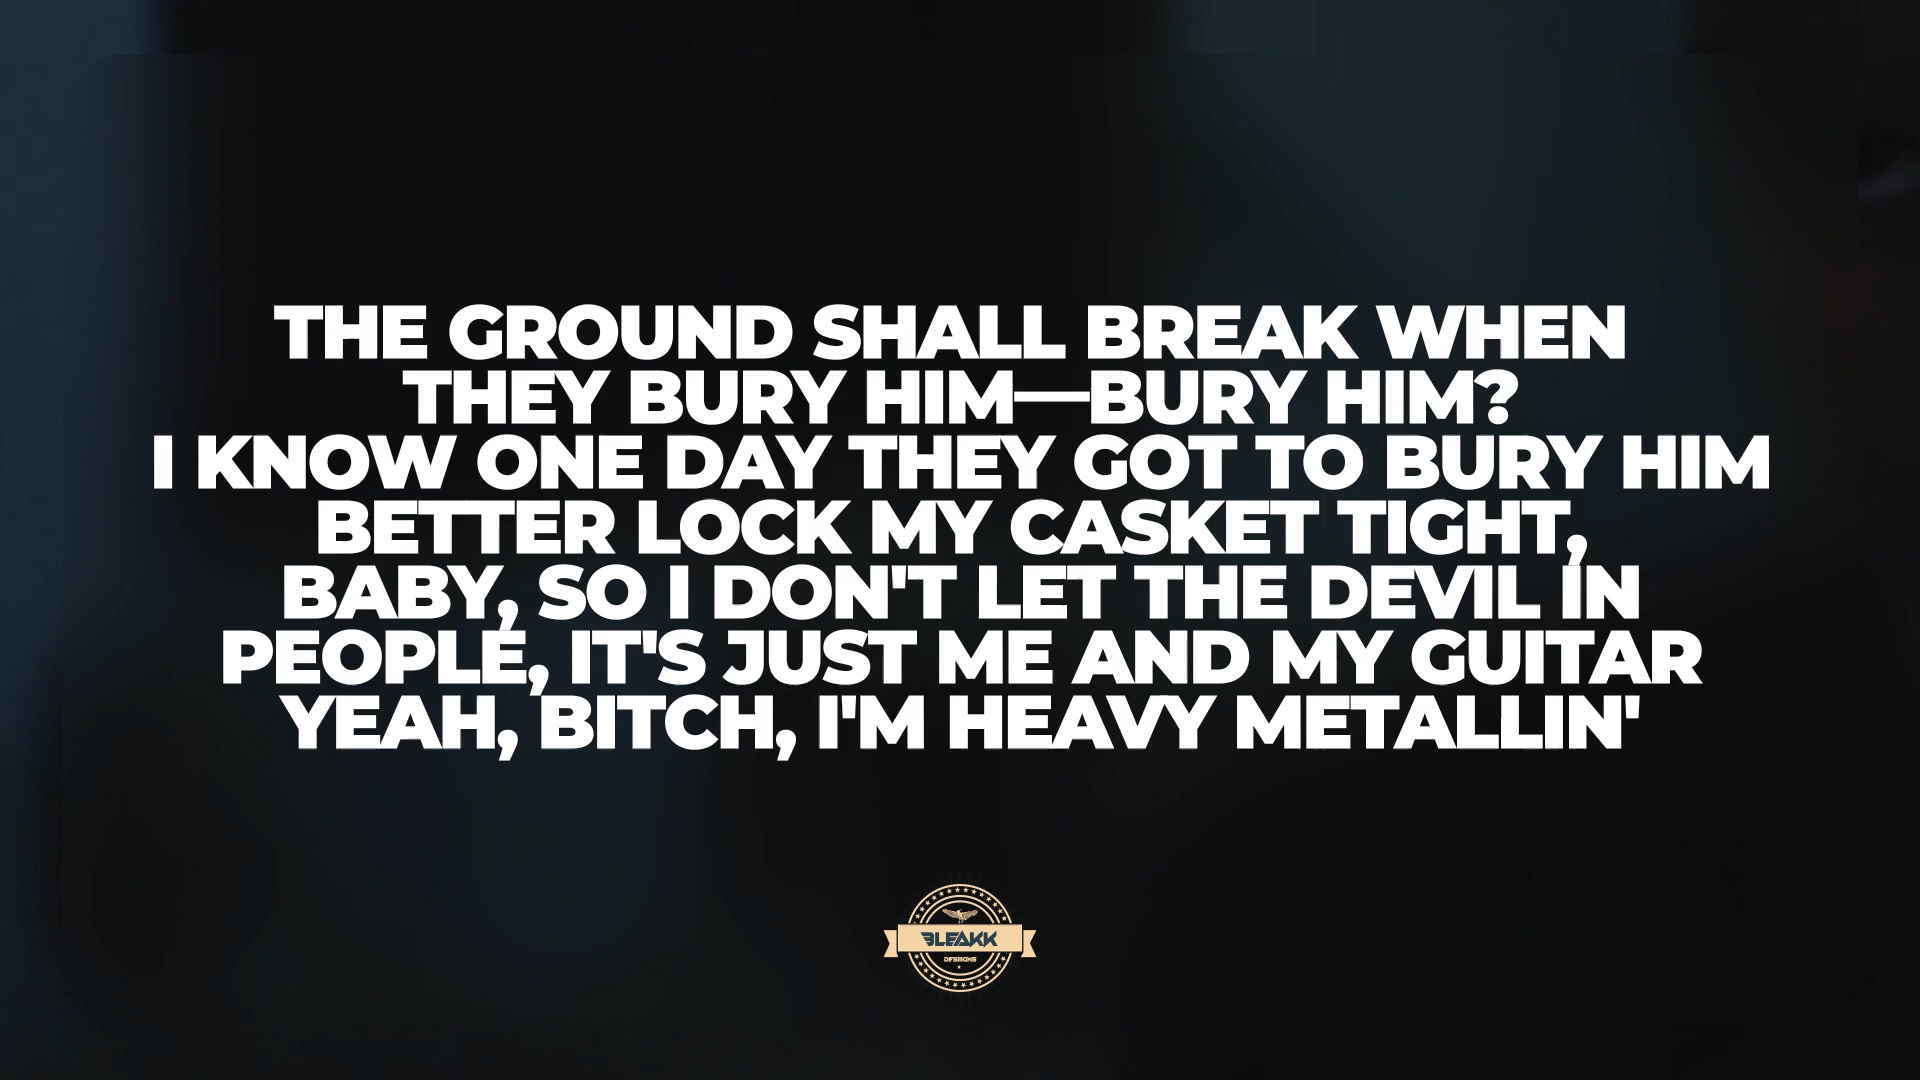 THE GROUND SHALL BREAK WHEN
THEY BURY HIM—BURY HIM?
I KNOW ONE DAY THEY GOT TO BURY HIM
BETTER LOCK MY CASKET TIGHT,
BABY, SO I DON'T LET THE DEVIL IN
PEOPLE, IT'S JUST ME AND MY GUITAR
YEAH, BITCH, I'M HEAVY METALLIN'
BLEAKK
DESIIGNS